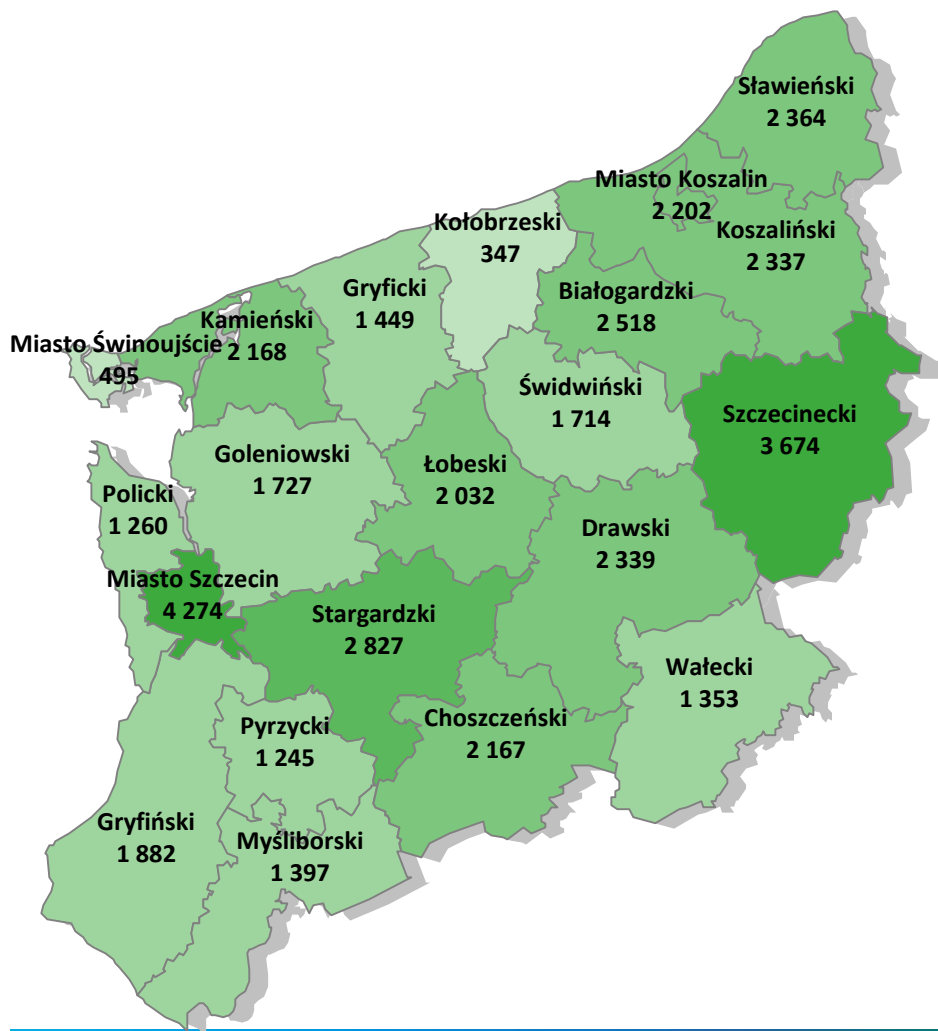 Sławieński
2 364
Miasto Koszalin
2 202
Kołobrzeski
347
Koszaliński
2 337
Gryficki
1 449
Białogardzki
2 518
Kamieński
2 168
Miasto Świnoujście
495
Świdwiński
1 714
Szczecinecki
3 674
Goleniowski
1 727
Łobeski
2 032
Policki
1 260
Drawski
2 339
Miasto Szczecin
4 274
Stargardzki
2 827
Wałecki
1 353
Choszczeński
2 167
Pyrzycki
1 245
Gryfiński
1 882
Myśliborski
1 397